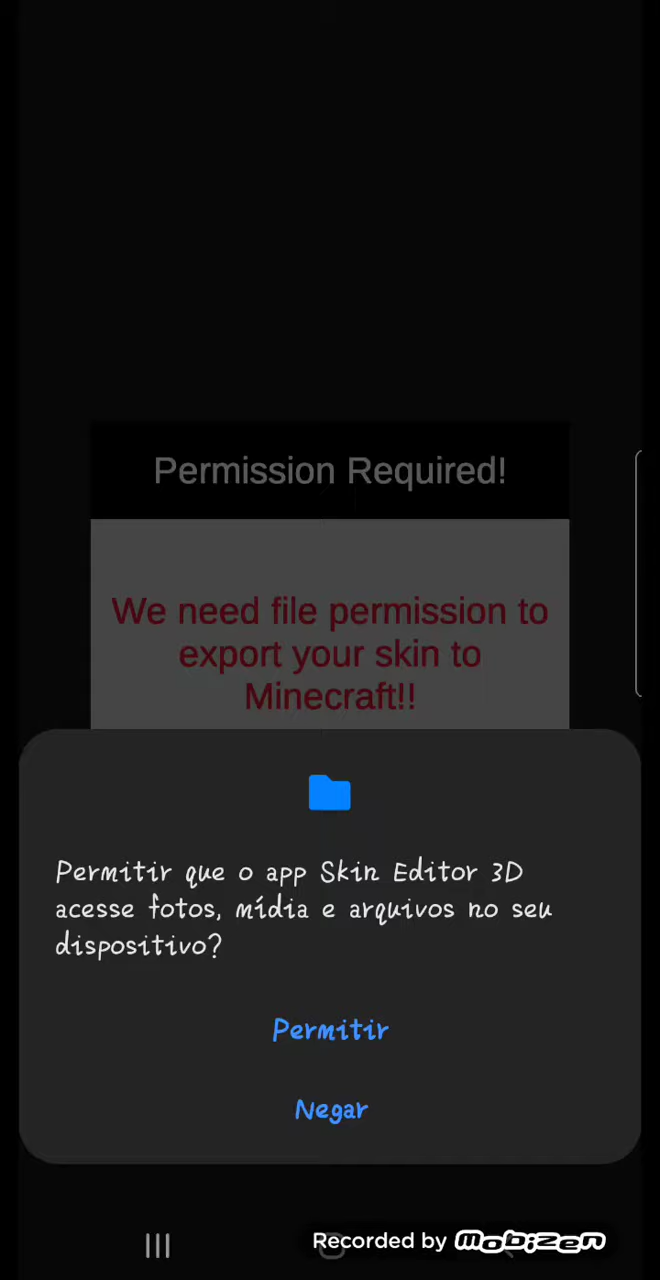 Permission Required!
We need file permission to
export your skin to
Minecraft!!
Permitir que o app Skin Editor 3D
acesse fotos, mídia e arquivos no seu
dispositivo?
Permitir
Negar
Recorded by mobizen